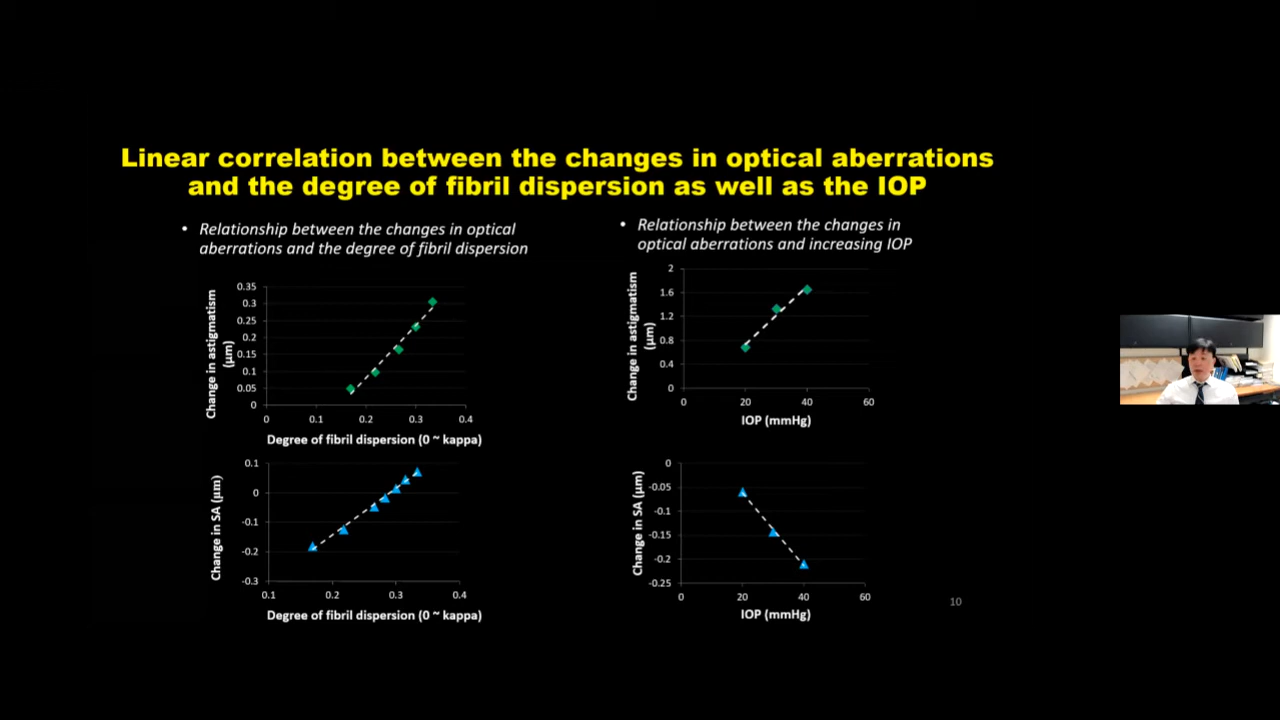 Linear correlation between the changes in optical aberrations
and the degree of fibril dispersion as well as the IOP
• Relationship between the changes in optical
aberrations and the degree of fibril dispersion
0.35
0.3
0.25
0.2
0.15
0.1
0.05
0
Change in astigmatism
(μm)
0
0.1
0.2
0.3
0.4
Degree of fibril dispersion (0 ~ kappa)
0.1
0
-0.1
-0.2
-0.3
Change in SA (μm)
0.1
0.2
0.3
0.4
Degree of fibril dispersion (0 ~ kappa)
• Relationship between the changes in
optical aberrations and increasing IOP
2
1.6
1.2
0.8
0.4
0
Change in astigmatism
(μm)
0
20
40
60
IOP (mmHg)
0
-0.05
-0.1
-0.15
-0.2
-0.25
Change in SA (μm)
0
20
40
60
IOP (mmHg)
10